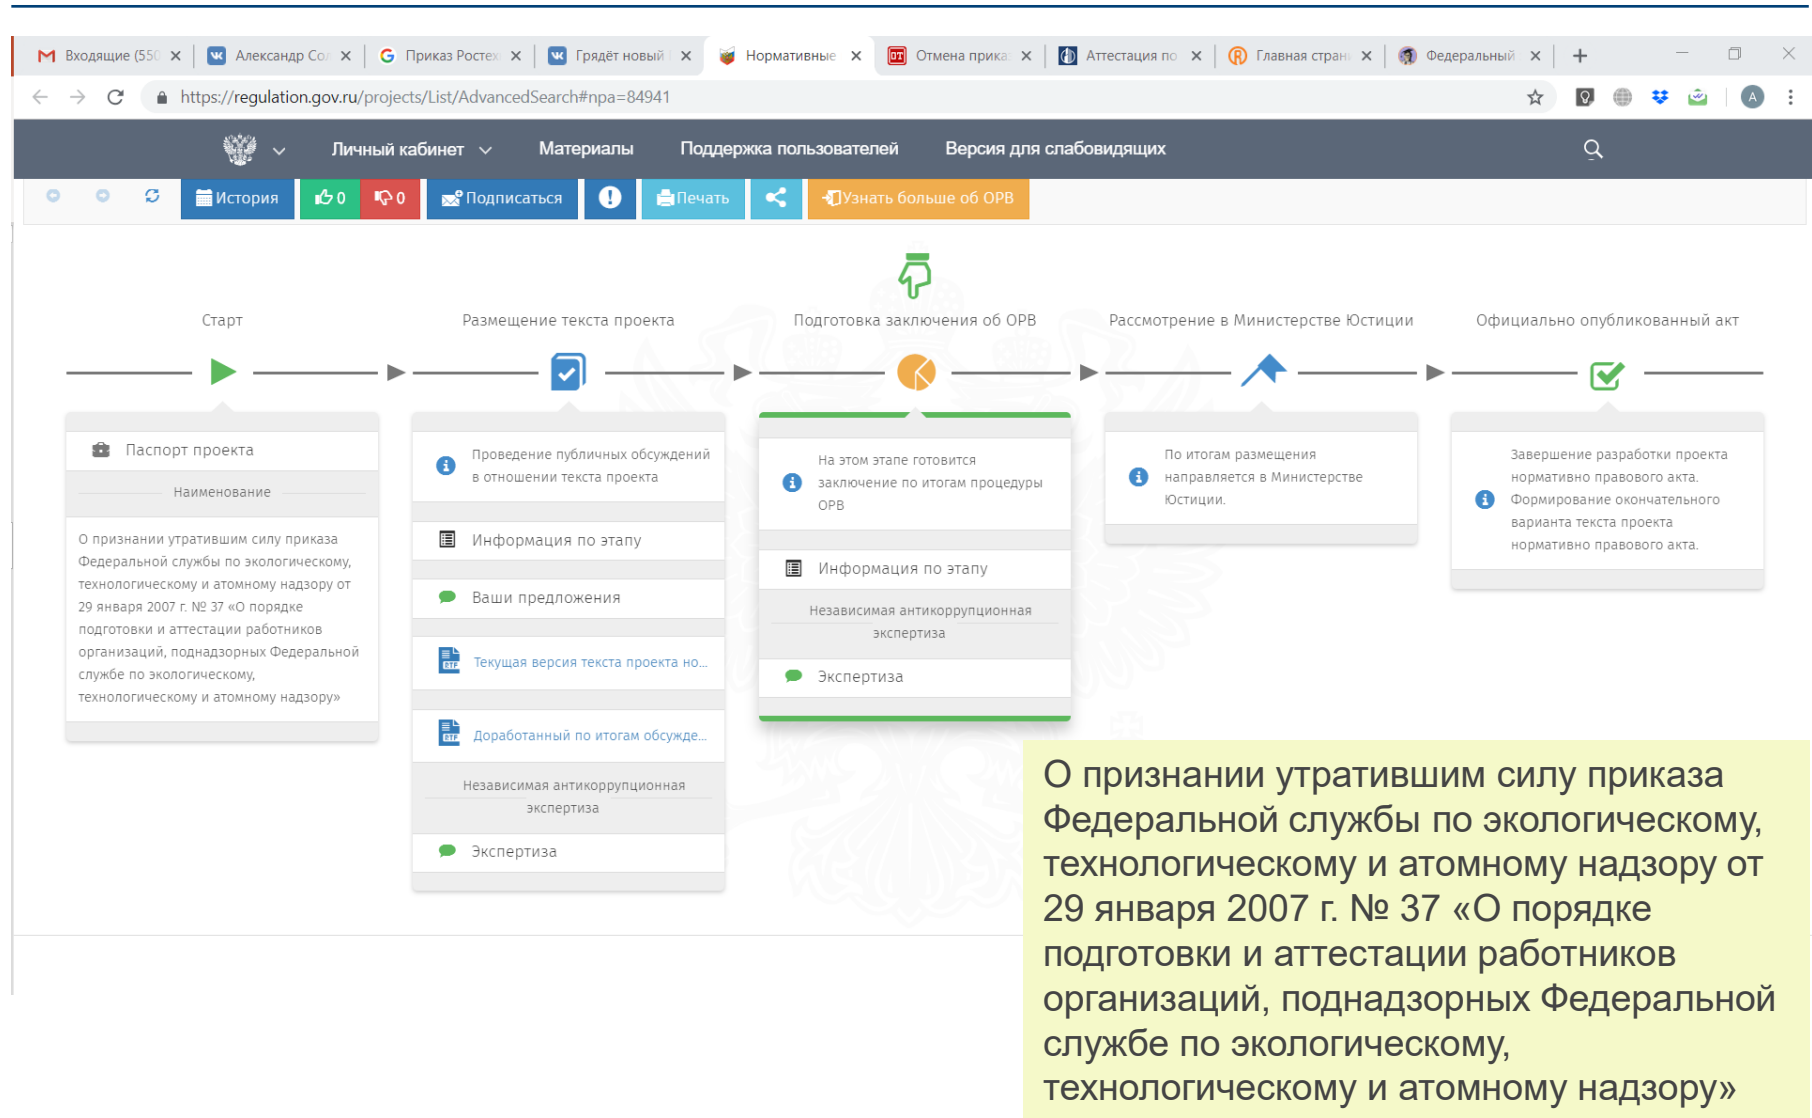 Входящие (550
Александр Сол
Приказ Ростех
Грядёт новый
Нормативные
Отмена приказ
Аттестация по
Главная стран
Федеральный
https://regulation.gov.ru/projects/List/AdvancedSearch#npa=84941
A
Личный кабинет
Материалы
Поддержка пользователей
Версия для слабовидящих
История
0
0
Подписаться
Печать
Узнать больше об ОРВ
Старт
Размещение текста проекта
Подготовка заключения об ОРВ
Рассмотрение в Министерстве Юстиции
Официально опубликованный акт
Паспорт проекта
Наименование
О признании утратившим силу приказа
Федеральной службы по экологическому,
технологическому и атомному надзору от
29 января 2007 г. № 37 «О порядке
подготовки и аттестации работников
организаций, поднадзорных Федеральной
службе по экологическому,
технологическому и атомному надзору»
Проведение публичных обсуждений
в отношении текста проекта
Информация по этапу
Ваши предложения
Текущая версия текста проекта но...
Доработанный по итогам обсужде...
Независимая антикоррупционная
экспертиза
Экспертиза
На этом этапе готовится
заключение по итогам процедуры
ОРВ
Информация по этапу
Независимая антикоррупционная
экспертиза
Экспертиза
По итогам размещения
направляется в Министерстве
Юстиции.
Завершение разработки проекта
нормативно правового акта.
Формирование окончательного
варианта текста проекта
нормативно правового акта.
О признании утратившим силу приказа
Федеральной службы по экологическому,
технологическому и атомному надзору от
29 января 2007 г. № 37 «О порядке
подготовки и аттестации работников
организаций, поднадзорных Федеральной
службе по экологическому,
технологическому и атомному надзору»